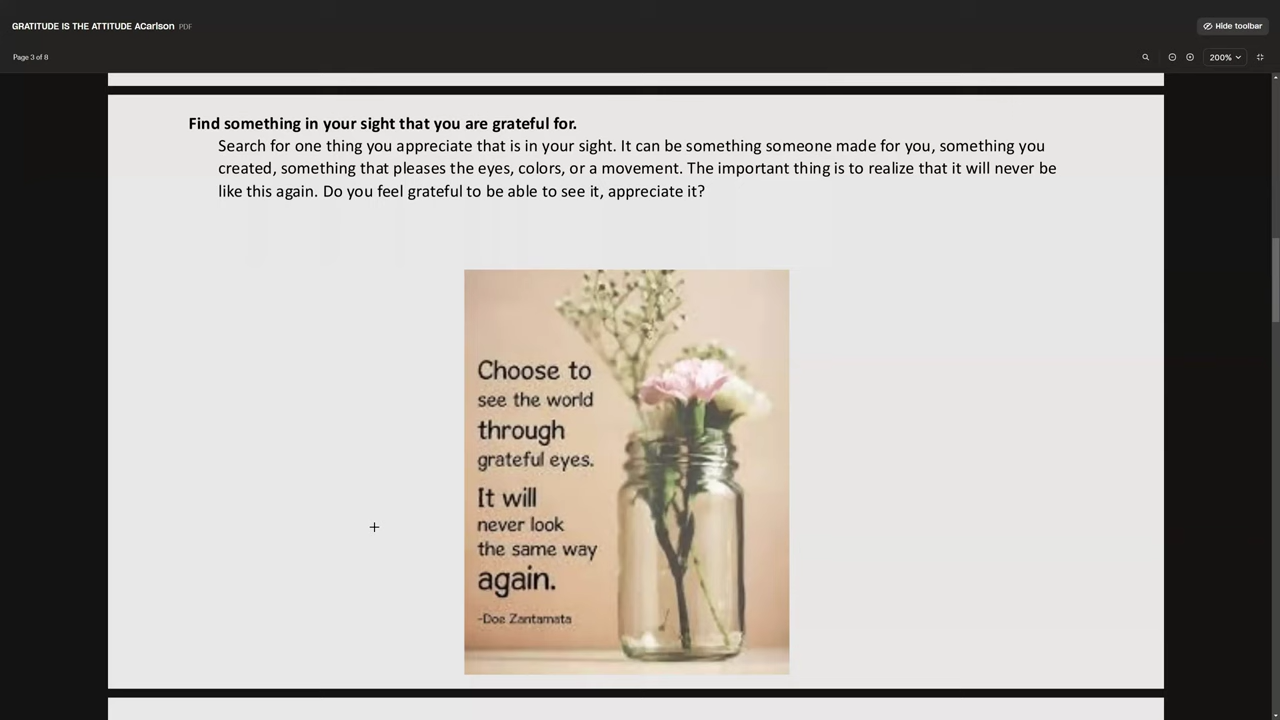 GRATITUDE IS THE ATTITUDE ACarlson PDF
Hide toolbar
Page 3 of 8
200%
Find something in your sight that you are grateful for.
Search for one thing you appreciate that is in your sight. It can be something someone made for you, something you
created, something that pleases the eyes, colors, or a movement. The important thing is to realize that it will never be
like this again. Do you feel grateful to be able to see it, appreciate it?
Choose to
see the world
through
grateful eyes.
It will
never look
the same way
again.
-Doe Zantamata